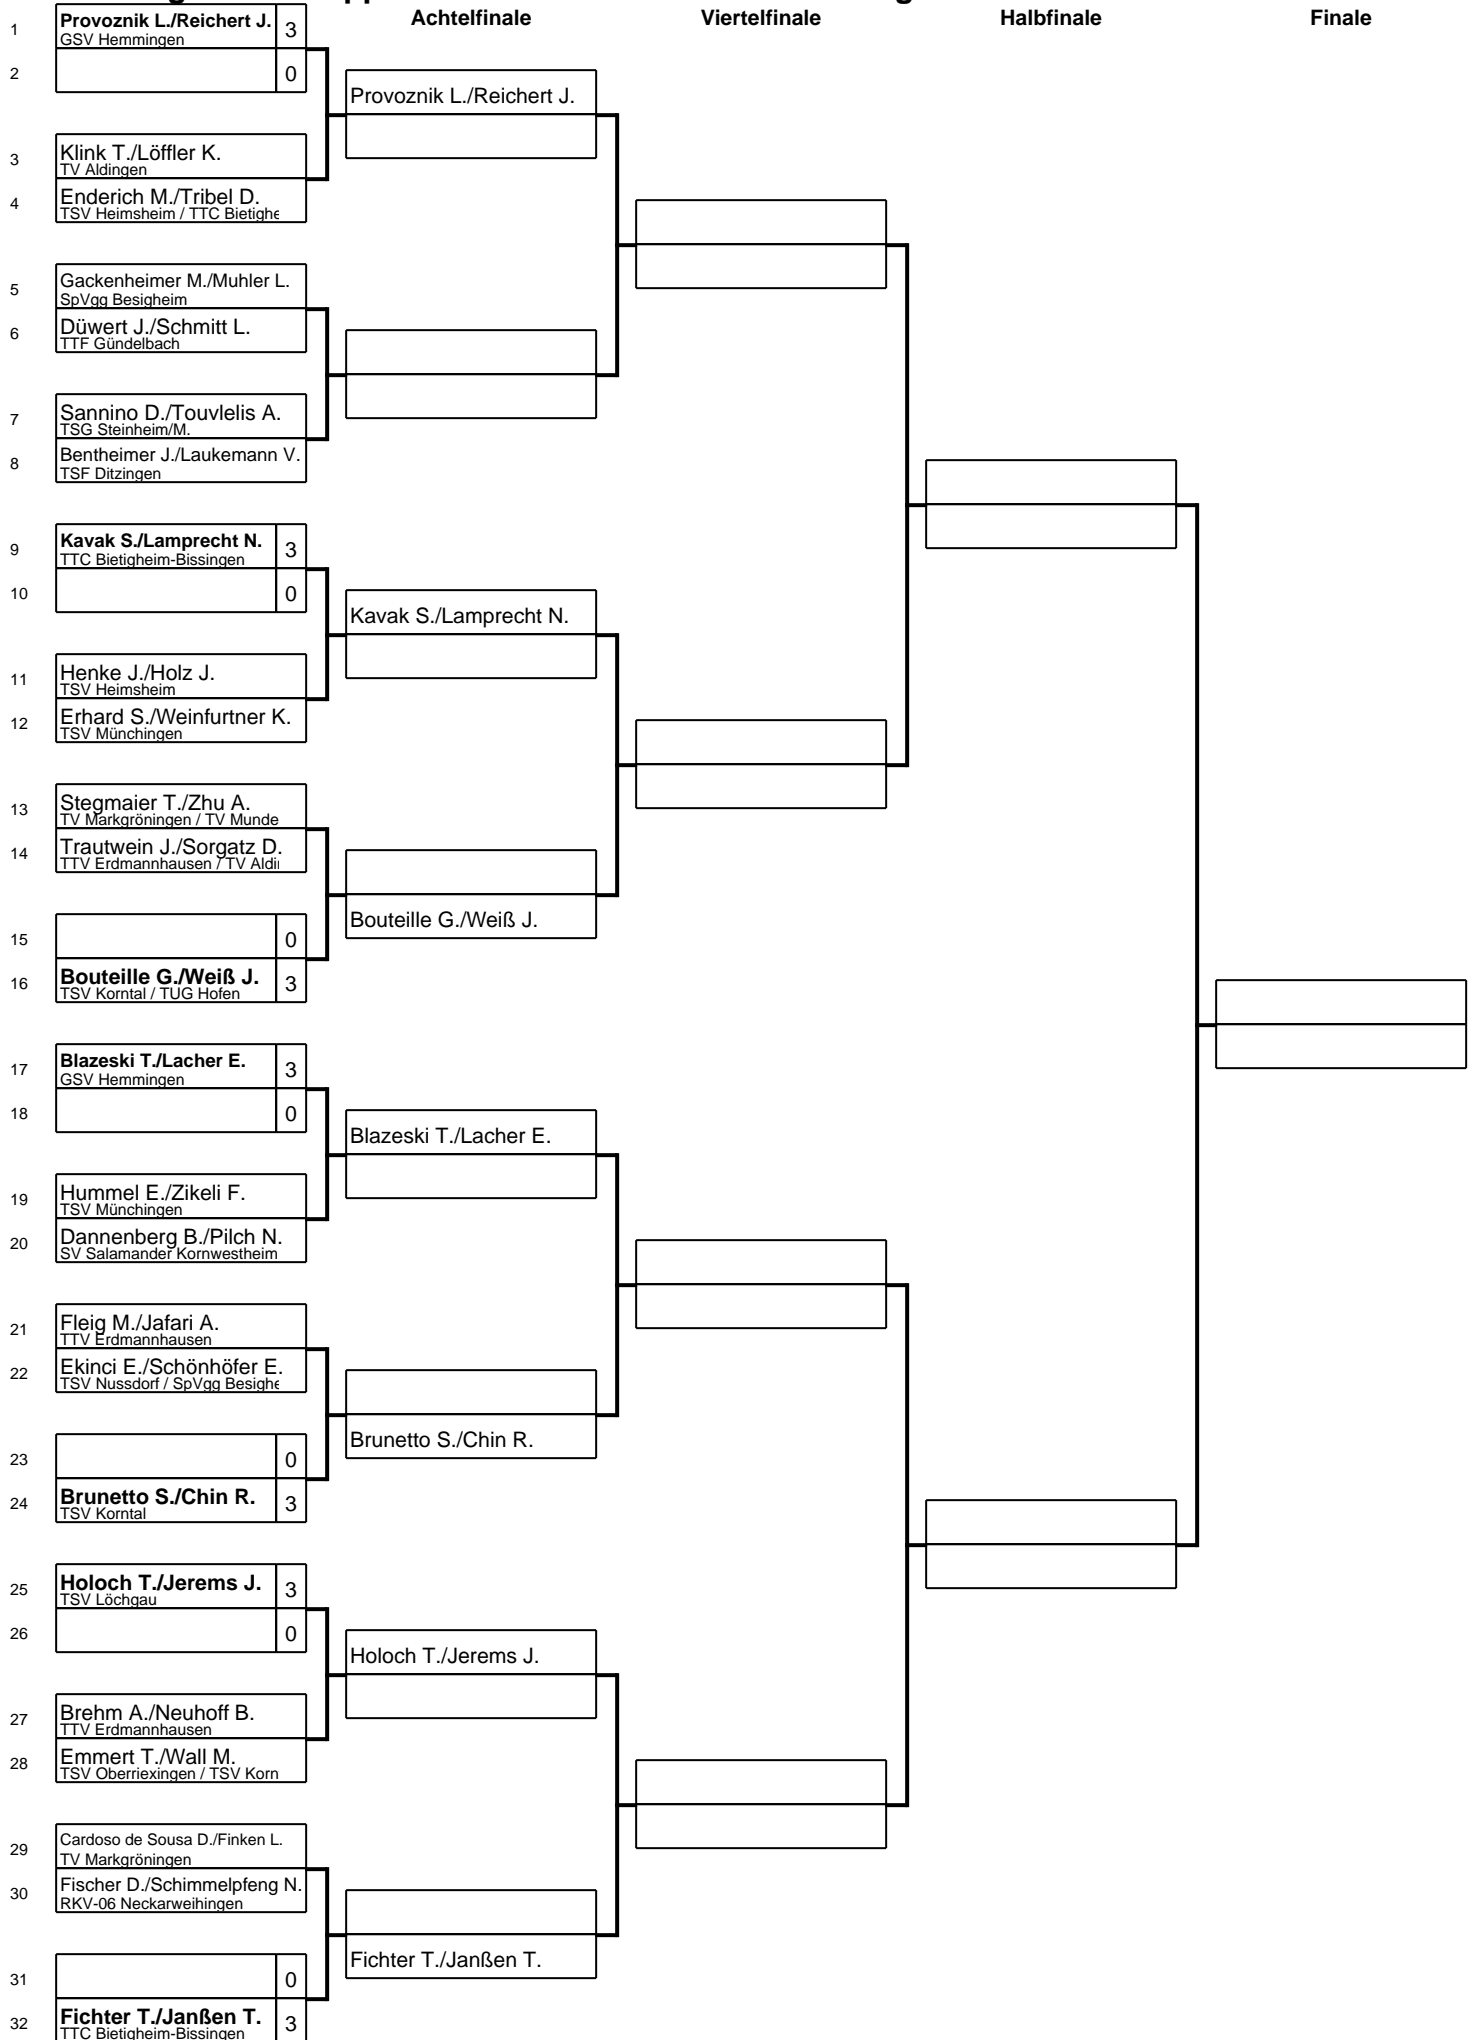 Achtelfinale Viertelfinale Halbfinale Finale
1 Provoznik L./Reichert J. 3
GSV Hemmingen
2 0
Provoznik L./Reichert J.
3 Klink T./Löffler K.
TV Aldingen
4 Enderich M./Tribel D.
TSV Heimsheim / TTC Bietighe
5 Gackenheimer M./Muhler L.
SpVgg Besigheim
6 Düwert J./Schmitt L.
TTF Gündelbach
7 Sannino D./Touvlelis A.
TSG Steinheim/M.
8 Bentheimer J./Laukemann V.
TSF Ditzingen
9 Kavak S./Lamprecht N. 3
TTC Bietigheim-Bissingen
10 0
Kavak S./Lamprecht N.
11 Henke J./Holz J.
TSV Heimsheim
12 Erhard S./Weinfurtner K.
TSV Münchingen
13 Stegmaier T./Zhu A.
TV Markgröningen / TV Munde
14 Trautwein J./Sorgatz D.
TTV Erdmannhausen / TV Aldi
Bouteille G./Weiß J.
15 0
16 Bouteille G./Weiß J. 3
TSV Korntal / TUG Hofen
17 Blazeski T./Lacher E. 3
GSV Hemmingen
18 0
Blazeski T./Lacher E.
19 Hummel E./Zikeli F.
TSV Münchingen
20 Dannenberg B./Pilch N.
SV Salamander Kornwestheim
21 Fleig M./Jafari A.
TTV Erdmannhausen
22 Ekinci E./Schönhöfer E.
TSV Nussdorf / SpVgg Besighe
Brunetto S./Chin R.
23 0
24 Brunetto S./Chin R. 3
TSV Korntal
25 Holoch T./Jerems J. 3
TSV Löchgau
26 0
Holoch T./Jerems J.
27 Brehm A./Neuhoff B.
TTV Erdmannhausen
28 Emmert T./Wall M.
TSV Oberriexingen / TSV Korn
29 Cardoso de Sousa D./Finken L.
TV Markgröningen
30 Fischer D./Schimmelpfeng N.
RKV-06 Neckarweihingen
Fichter T./Janßen T.
31 0
32 Fichter T./Janßen T. 3
TTC Bietigheim-Bissingen